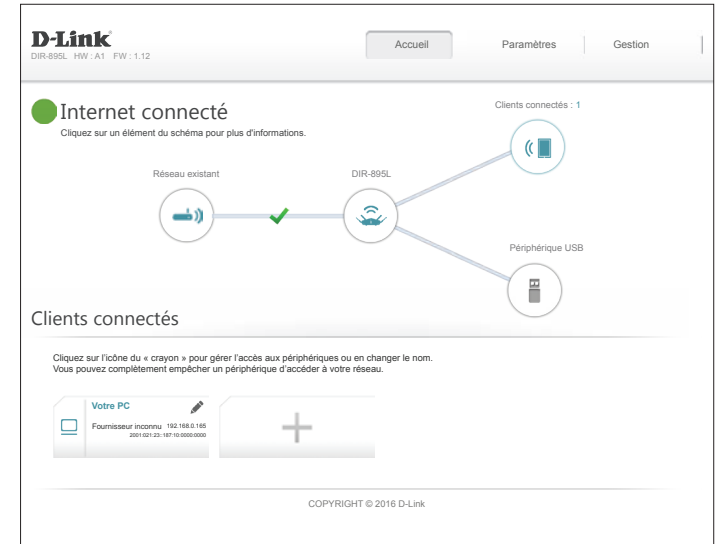 D-Link
DIR-895L HW : A1 FW : 1.12
Accueil
Paramètres
Gestion
Internet connecté
Cliquez sur un élément du schéma pour plus d'informations.
Clients connectés : 1
Réseau existant
DIR-895L
Périphérique USB
Clients connectés
Cliquez sur l'icône du « crayon » pour gérer l'accès aux périphériques ou en changer le nom.
Vous pouvez complètement empêcher un périphérique d'accéder à votre réseau.
Votre PC
Fournisseur inconnu 192.168.0.165
2001:021:23::187:10:0000:0000
COPYRIGHT © 2016 D-Link